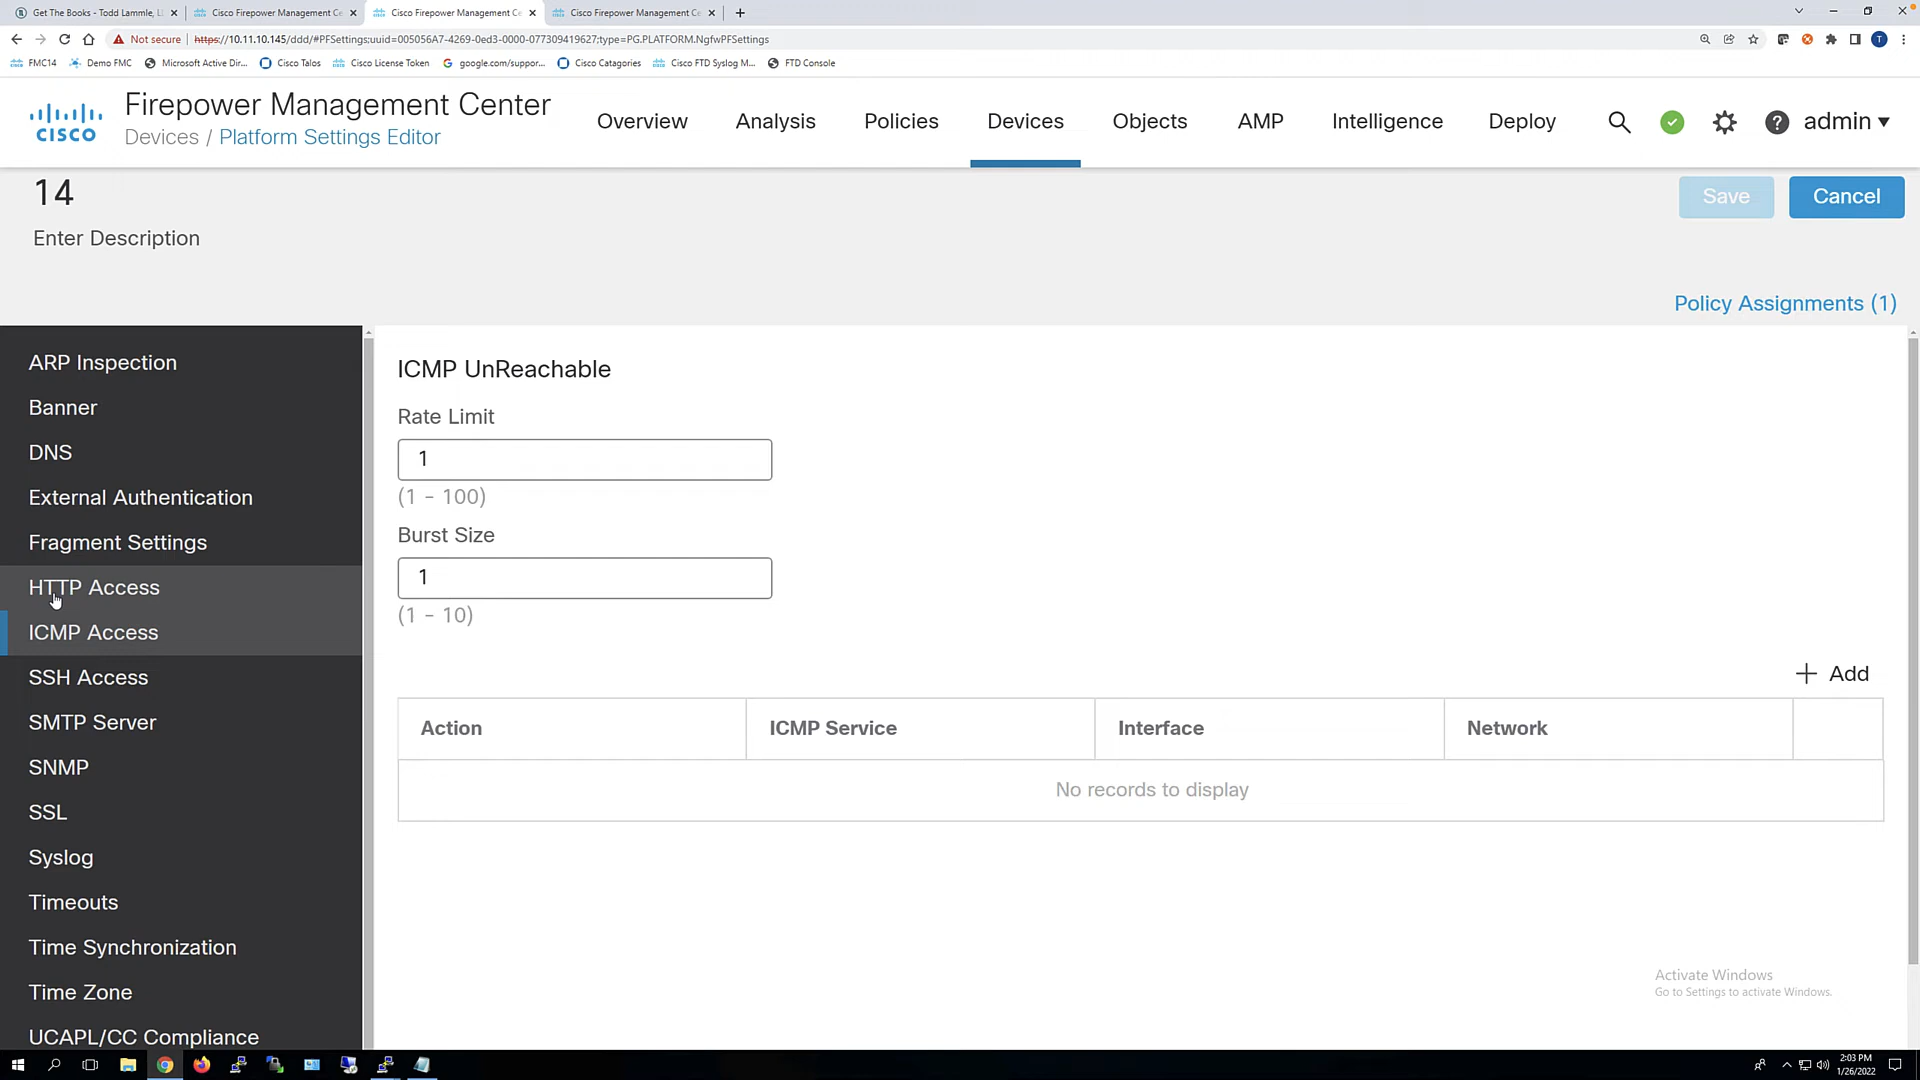 Get The Books - Todd Lammle, L
Cisco Firepower Management Ce
Cisco Firepower Management Ce
Cisco Firepower Management Ce
Not secure
https://10.11.10.145/ddd/#PFSettings;uuid=005056A7-4269-0ed3-0000-077309419627;type=PG.PLATFORM.NgfwPFSettings
T
FMC14
Demo FMC
Microsoft Active Dir...
Cisco Talos
Cisco License Token
google.com/suppor...
Cisco Catagories
Cisco FTD Syslog M...
FTD Console
CISCO
Firepower Management Center
Devices / Platform Settings Editor
Overview
Analysis
Policies
Devices
Objects
AMP
Intelligence
Deploy
admin
14
Save
Cancel
Enter Description
Policy Assignments (1)
ARP Inspection
Banner
DNS
External Authentication
Fragment Settings
HTTP Access
ICMP Access
SSH Access
SMTP Server
SNMP
SSL
Syslog
Timeouts
Time Synchronization
Time Zone
UCAPL/CC Compliance
ICMP UnReachable
Rate Limit
1
(1 - 100)
Burst Size
1
(1 - 10)
+ Add
Action
ICMP Service
Interface
Network
No records to display
Activate Windows
Go to Settings to activate Windows.
2:03 PM
1/26/2022